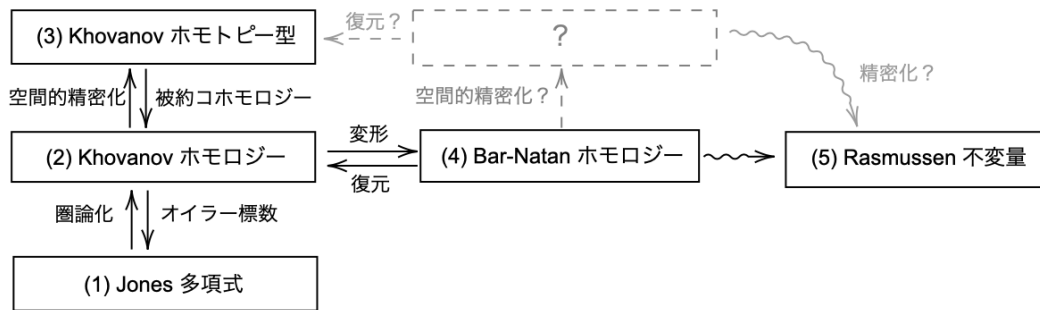 (3) Khovanov ホモトピー型
復元？
?
精密化？
空間的精密化
被約コホモロジー
空間的精密化？
変形
(2) Khovanov ホモロジー
(4) Bar-Natan ホモロジー
(5) Rasmussen 不変量
復元
圏論化
オイラー標数
(1) Jones 多項式